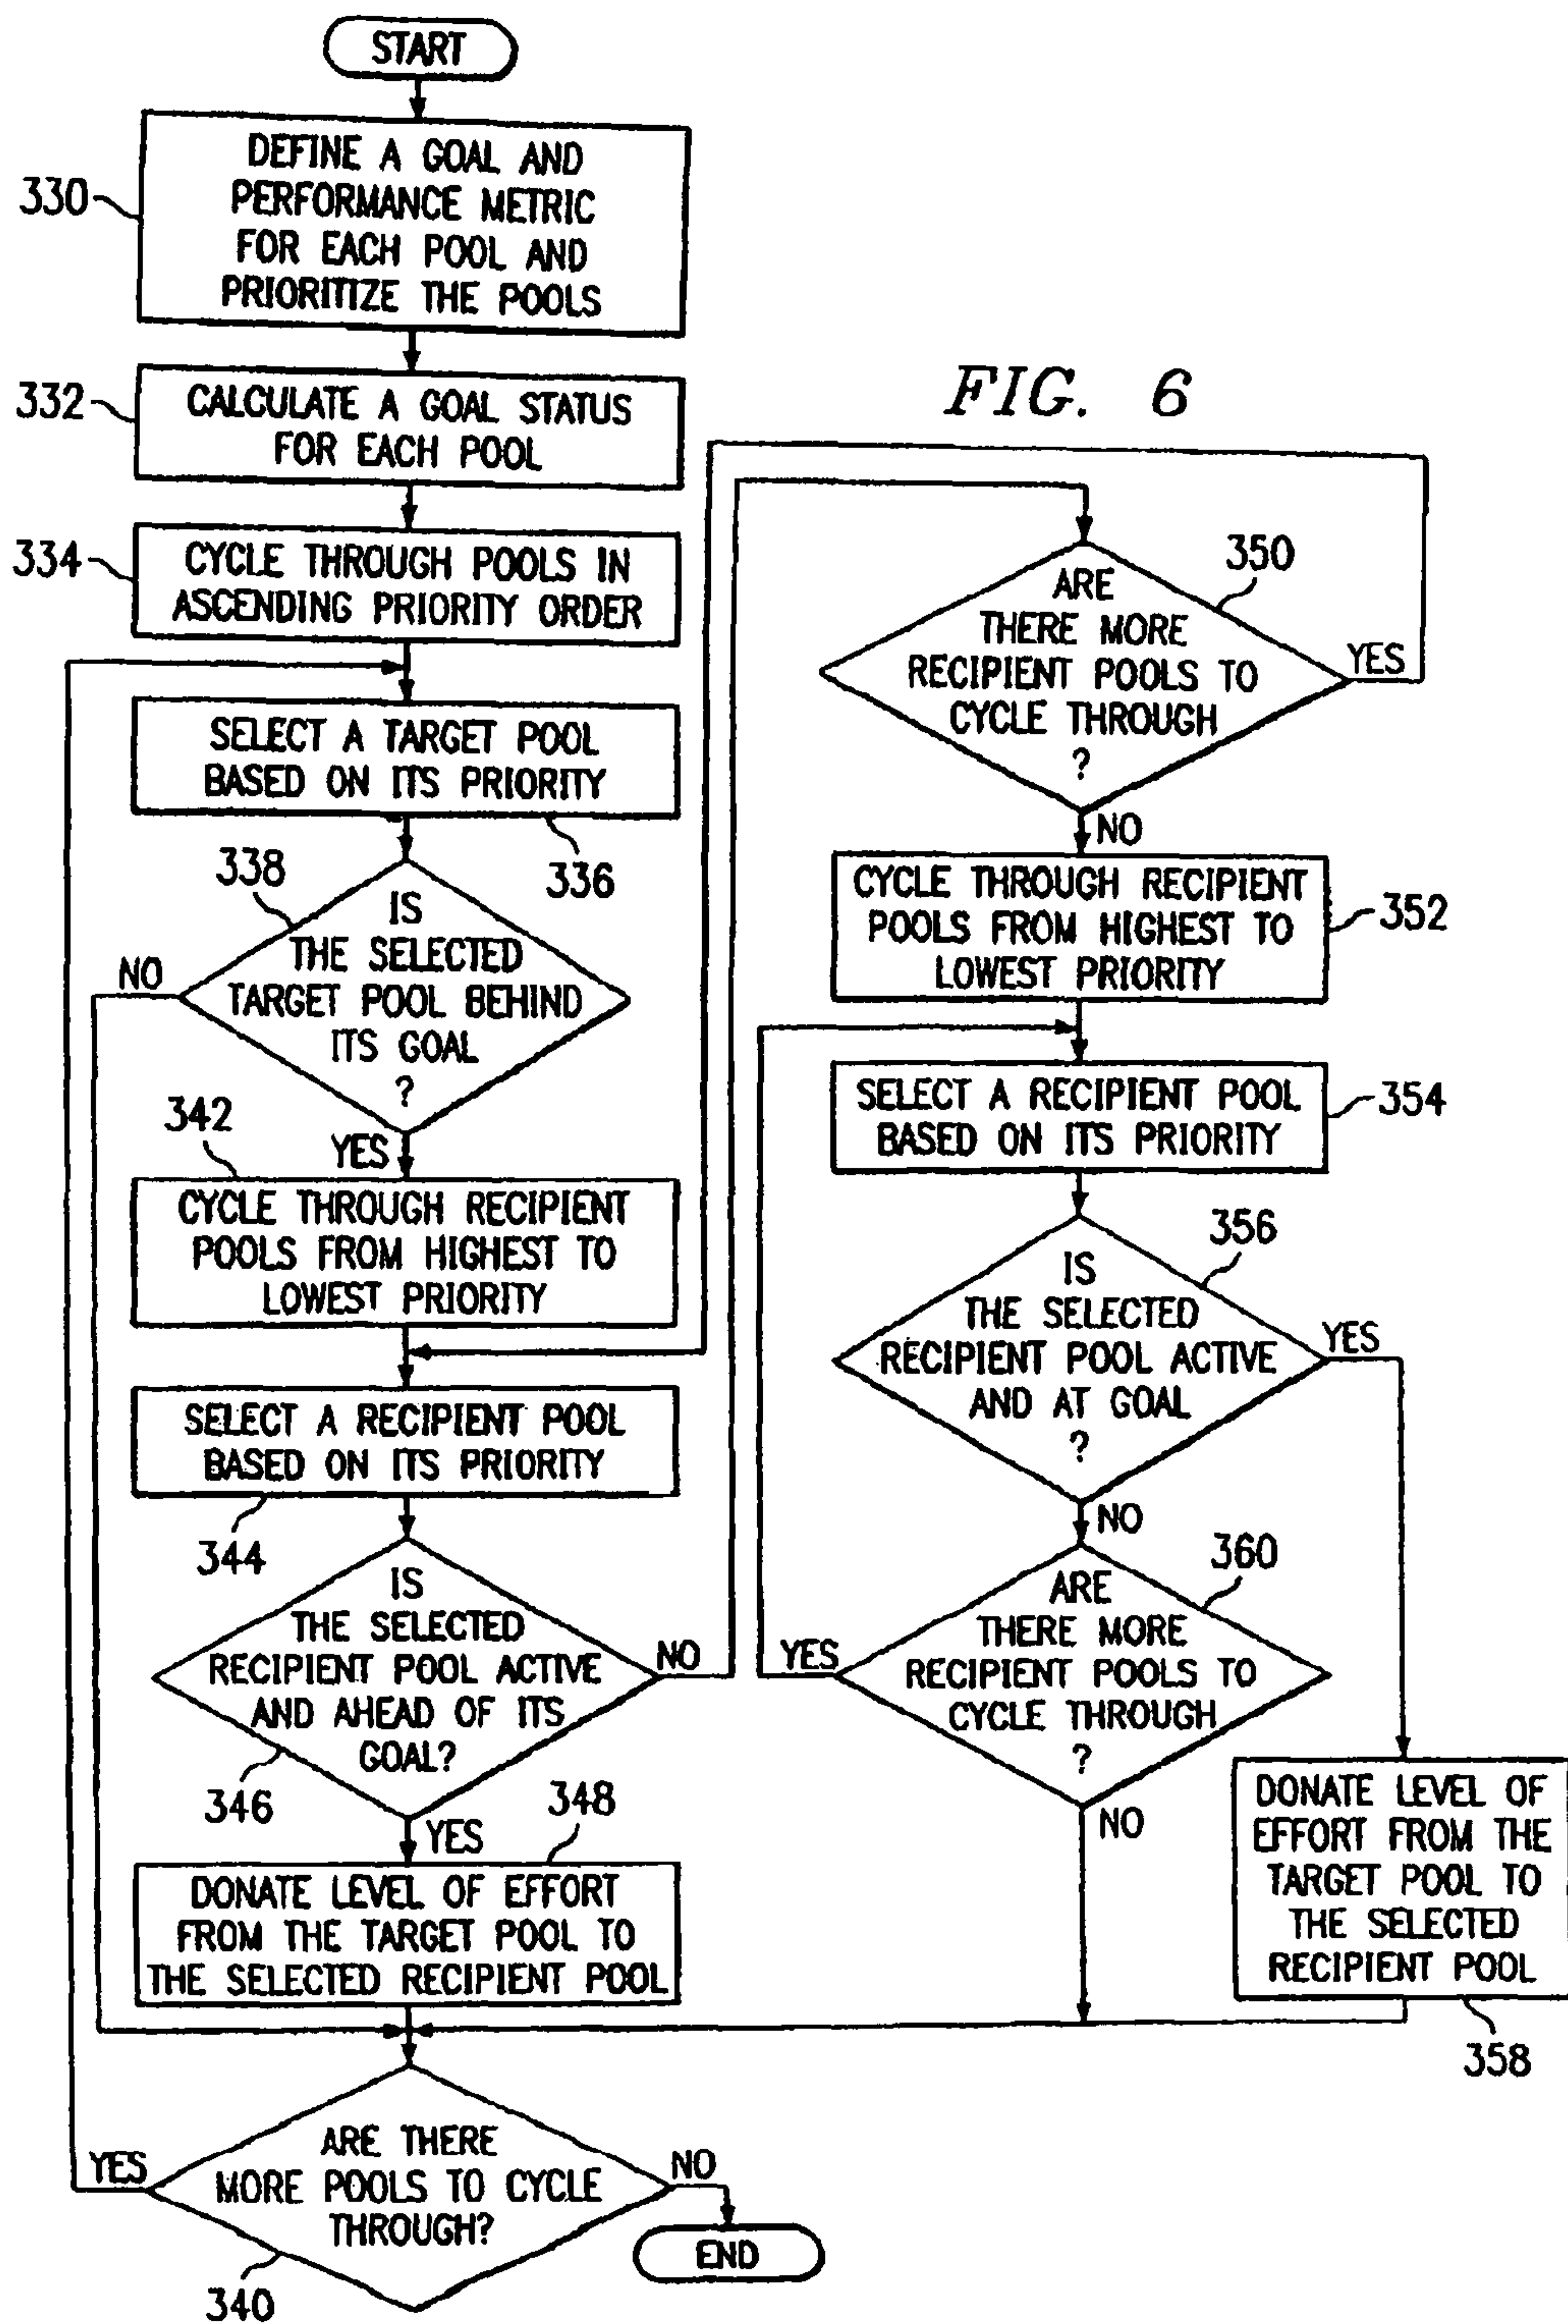 START
330
DEFINE A GOAL AND
PERFORMANCE METRIC
FOR EACH POOL AND
PRIORITIZE THE POOLS
332
CALCULATE A GOAL STATUS
FOR EACH POOL
334
CYCLE THROUGH POOLS IN
ASCENDING PRIORITY ORDER
SELECT A TARGET POOL
BASED ON ITS PRIORITY
336
338
IS
THE SELECTED
TARGET POOL BEHIND
ITS GOAL
?
NO
YES
342
CYCLE THROUGH RECIPIENT
POOLS FROM HIGHEST TO
LOWEST PRIORITY
SELECT A RECIPIENT POOL
BASED ON ITS PRIORITY
344
IS
THE SELECTED
RECIPIENT POOL ACTIVE
AND AHEAD OF ITS
GOAL?
NO
346
YES
348
DONATE LEVEL OF EFFORT
FROM THE TARGET POOL TO
THE SELECTED RECIPIENT POOL
ARE THERE
MORE POOLS TO CYCLE
THROUGH?
YES
NO
340
END
FIG. 6
350
ARE
THERE MORE
RECIPIENT POOLS TO
CYCLE THROUGH
?
YES
NO
CYCLE THROUGH RECIPIENT
POOLS FROM HIGHEST TO
LOWEST PRIORITY
352
SELECT A RECIPIENT POOL
BASED ON ITS PRIORITY
354
356
IS
THE SELECTED
RECIPIENT POOL ACTIVE
AND AT GOAL
?
YES
NO
360
ARE
THERE MORE
RECIPIENT POOLS TO
CYCLE THROUGH
?
YES
NO
DONATE LEVEL OF
EFFORT FROM THE
TARGET POOL TO
THE SELECTED
RECIPIENT POOL
358